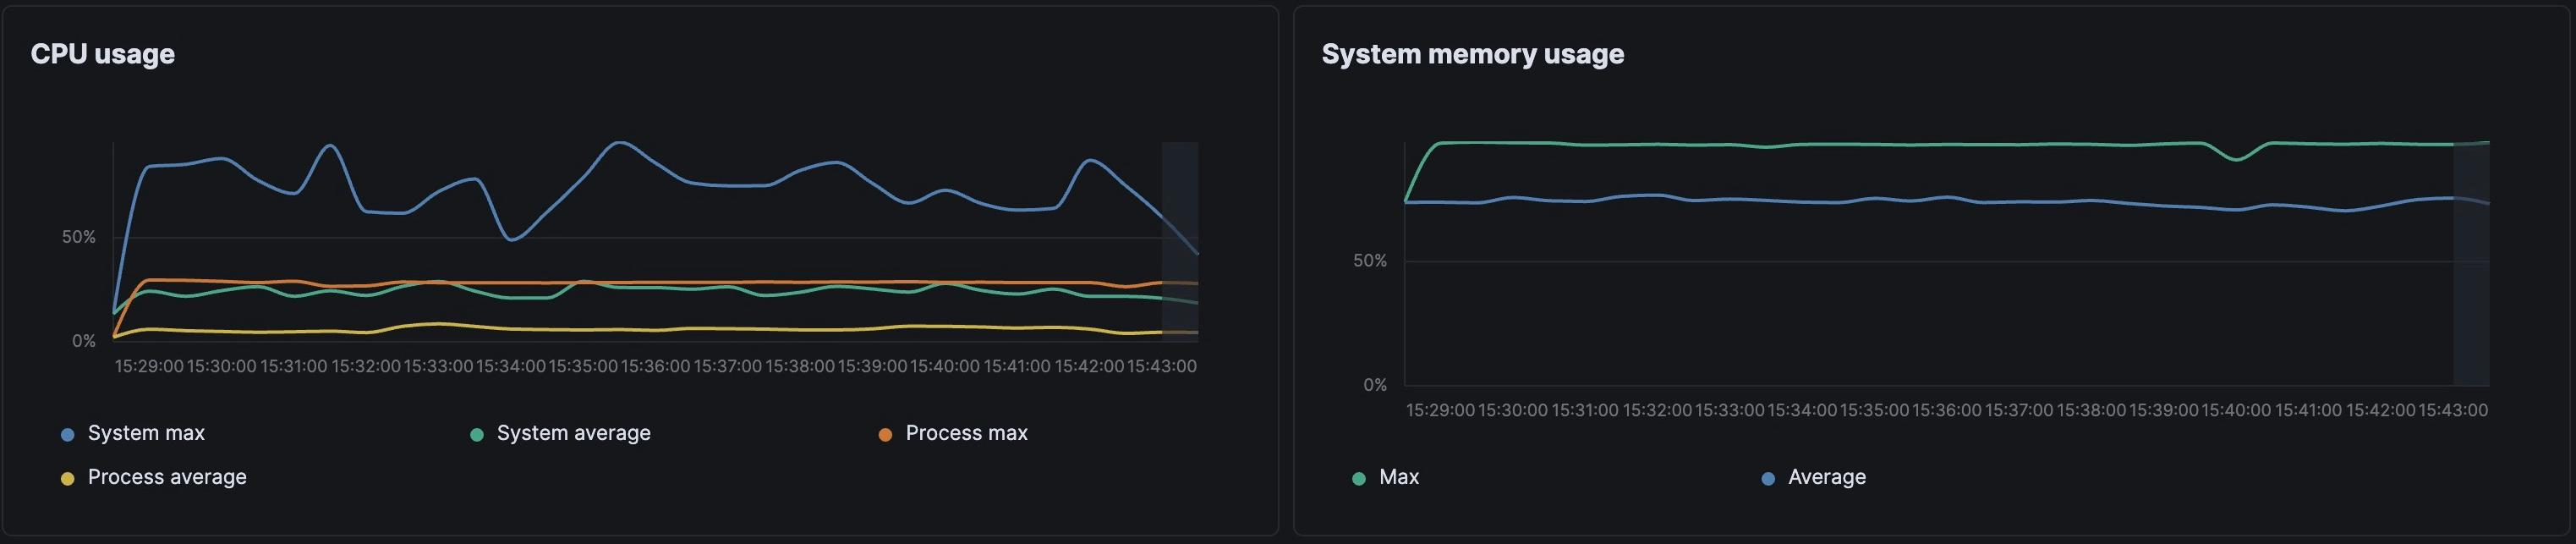 CPU usage
50%
0%
15:29:00 15:30:00 15:31:00 15:32:00 15:33:00 15:34:00 15:35:00 15:36:00 15:37:00 15:38:00 15:39:00 15:40:00 15:41:00 15:42:00 15:43:00
System max System average Process max
Process average
System memory usage
50%
0%
15:29:00 15:30:00 15:31:00 15:32:00 15:33:00 15:34:00 15:35:00 15:36:00 15:37:00 15:38:00 15:39:00 15:40:00 15:41:00 15:42:00 15:43:00
Max Average